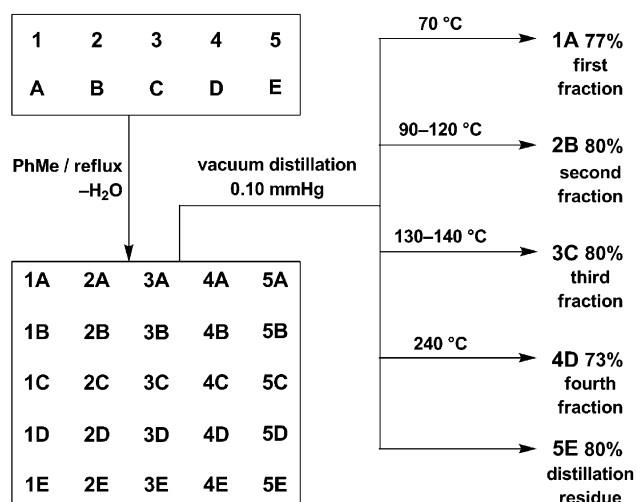 1 2 3 4 5
A B C D E
PhMe / reflux
–H₂O
vacuum distillation
0.10 mmHg
1A 2A 3A 4A 5A
1B 2B 3B 4B 5B
1C 2C 3C 4C 5C
1D 2D 3D 4D 5D
1E 2E 3E 4E 5E
70 °C
1A 77%
first
fraction
90–120 °C
2B 80%
second
fraction
130–140 °C
3C 80%
third
fraction
240 °C
4D 73%
fourth
fraction
5E 80%
distillation
residue